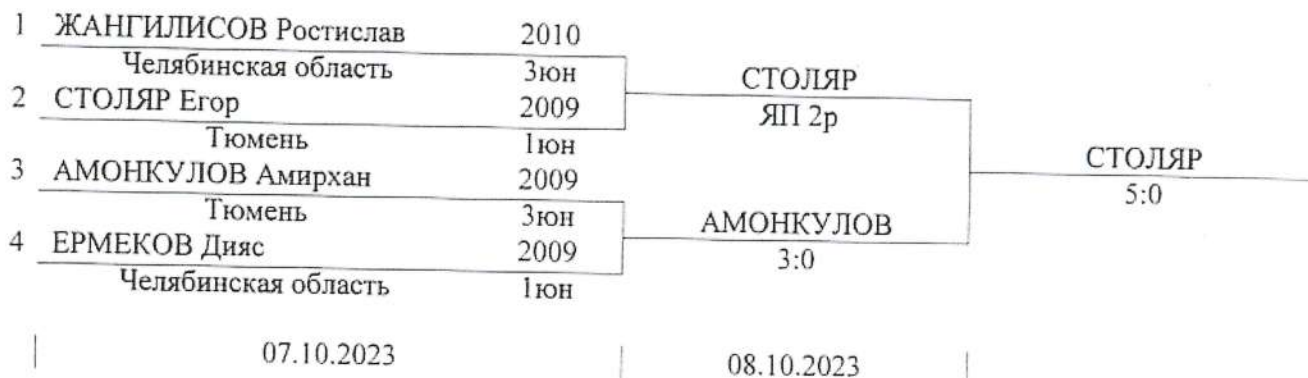 1 ЖАНГИЛИСОВ Ростислав 2010
Челябинская область 3юн
2 СТОЛЯР Егор 2009
Тюмень 1юн
3 АМОНКУЛОВ Амирхан 2009
Тюмень 3юн
4 ЕРМЕКОВ Дияс 2009
Челябинская область 1юн
СТОЛЯР
ЯП 2р
АМОНКУЛОВ
3:0
СТОЛЯР
5:0
07.10.2023
08.10.2023